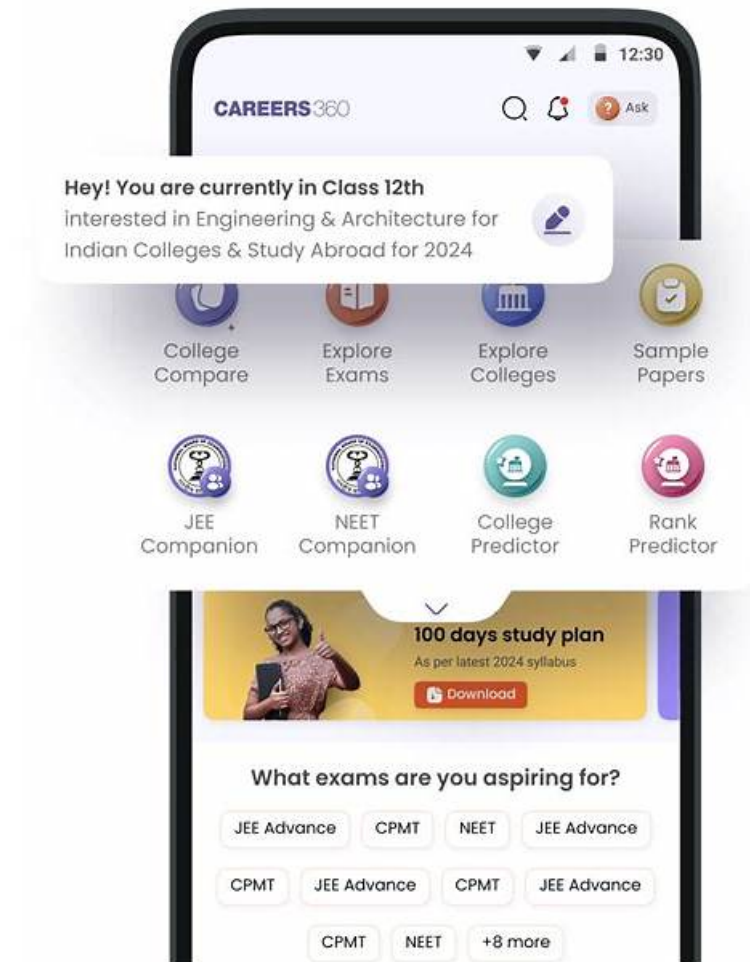 12:30
CAREERS360
Ask
Hey! You are currently in Class 12th
interested in Engineering & Architecture for
Indian Colleges & Study Abroad for 2024
College Compare
Explore Exams
Explore Colleges
Sample Papers
JEE Companion
NEET Companion
College Predictor
Rank Predictor
100 days study plan
As per latest 2024 syllabus
Download
What exams are you aspiring for?
JEE Advance CPMT NEET JEE Advance
CPMT JEE Advance CPMT JEE Advance
CPMT NEET +8 more